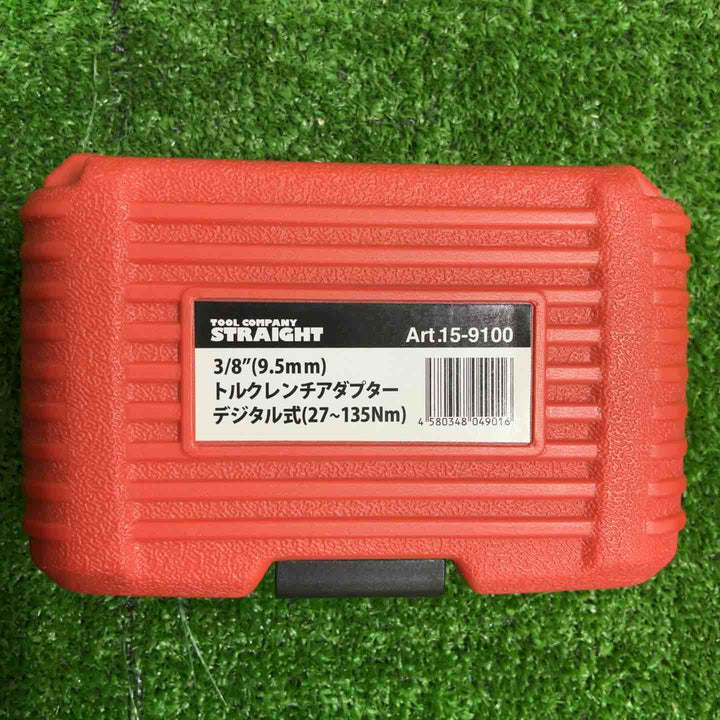 TOOL COMPANY
STRAIGHT
Art.15-9100
3/8”(9.5mm)
トルクレンチアダプター
デジタル式(27~135Nm)
4 580348 049016